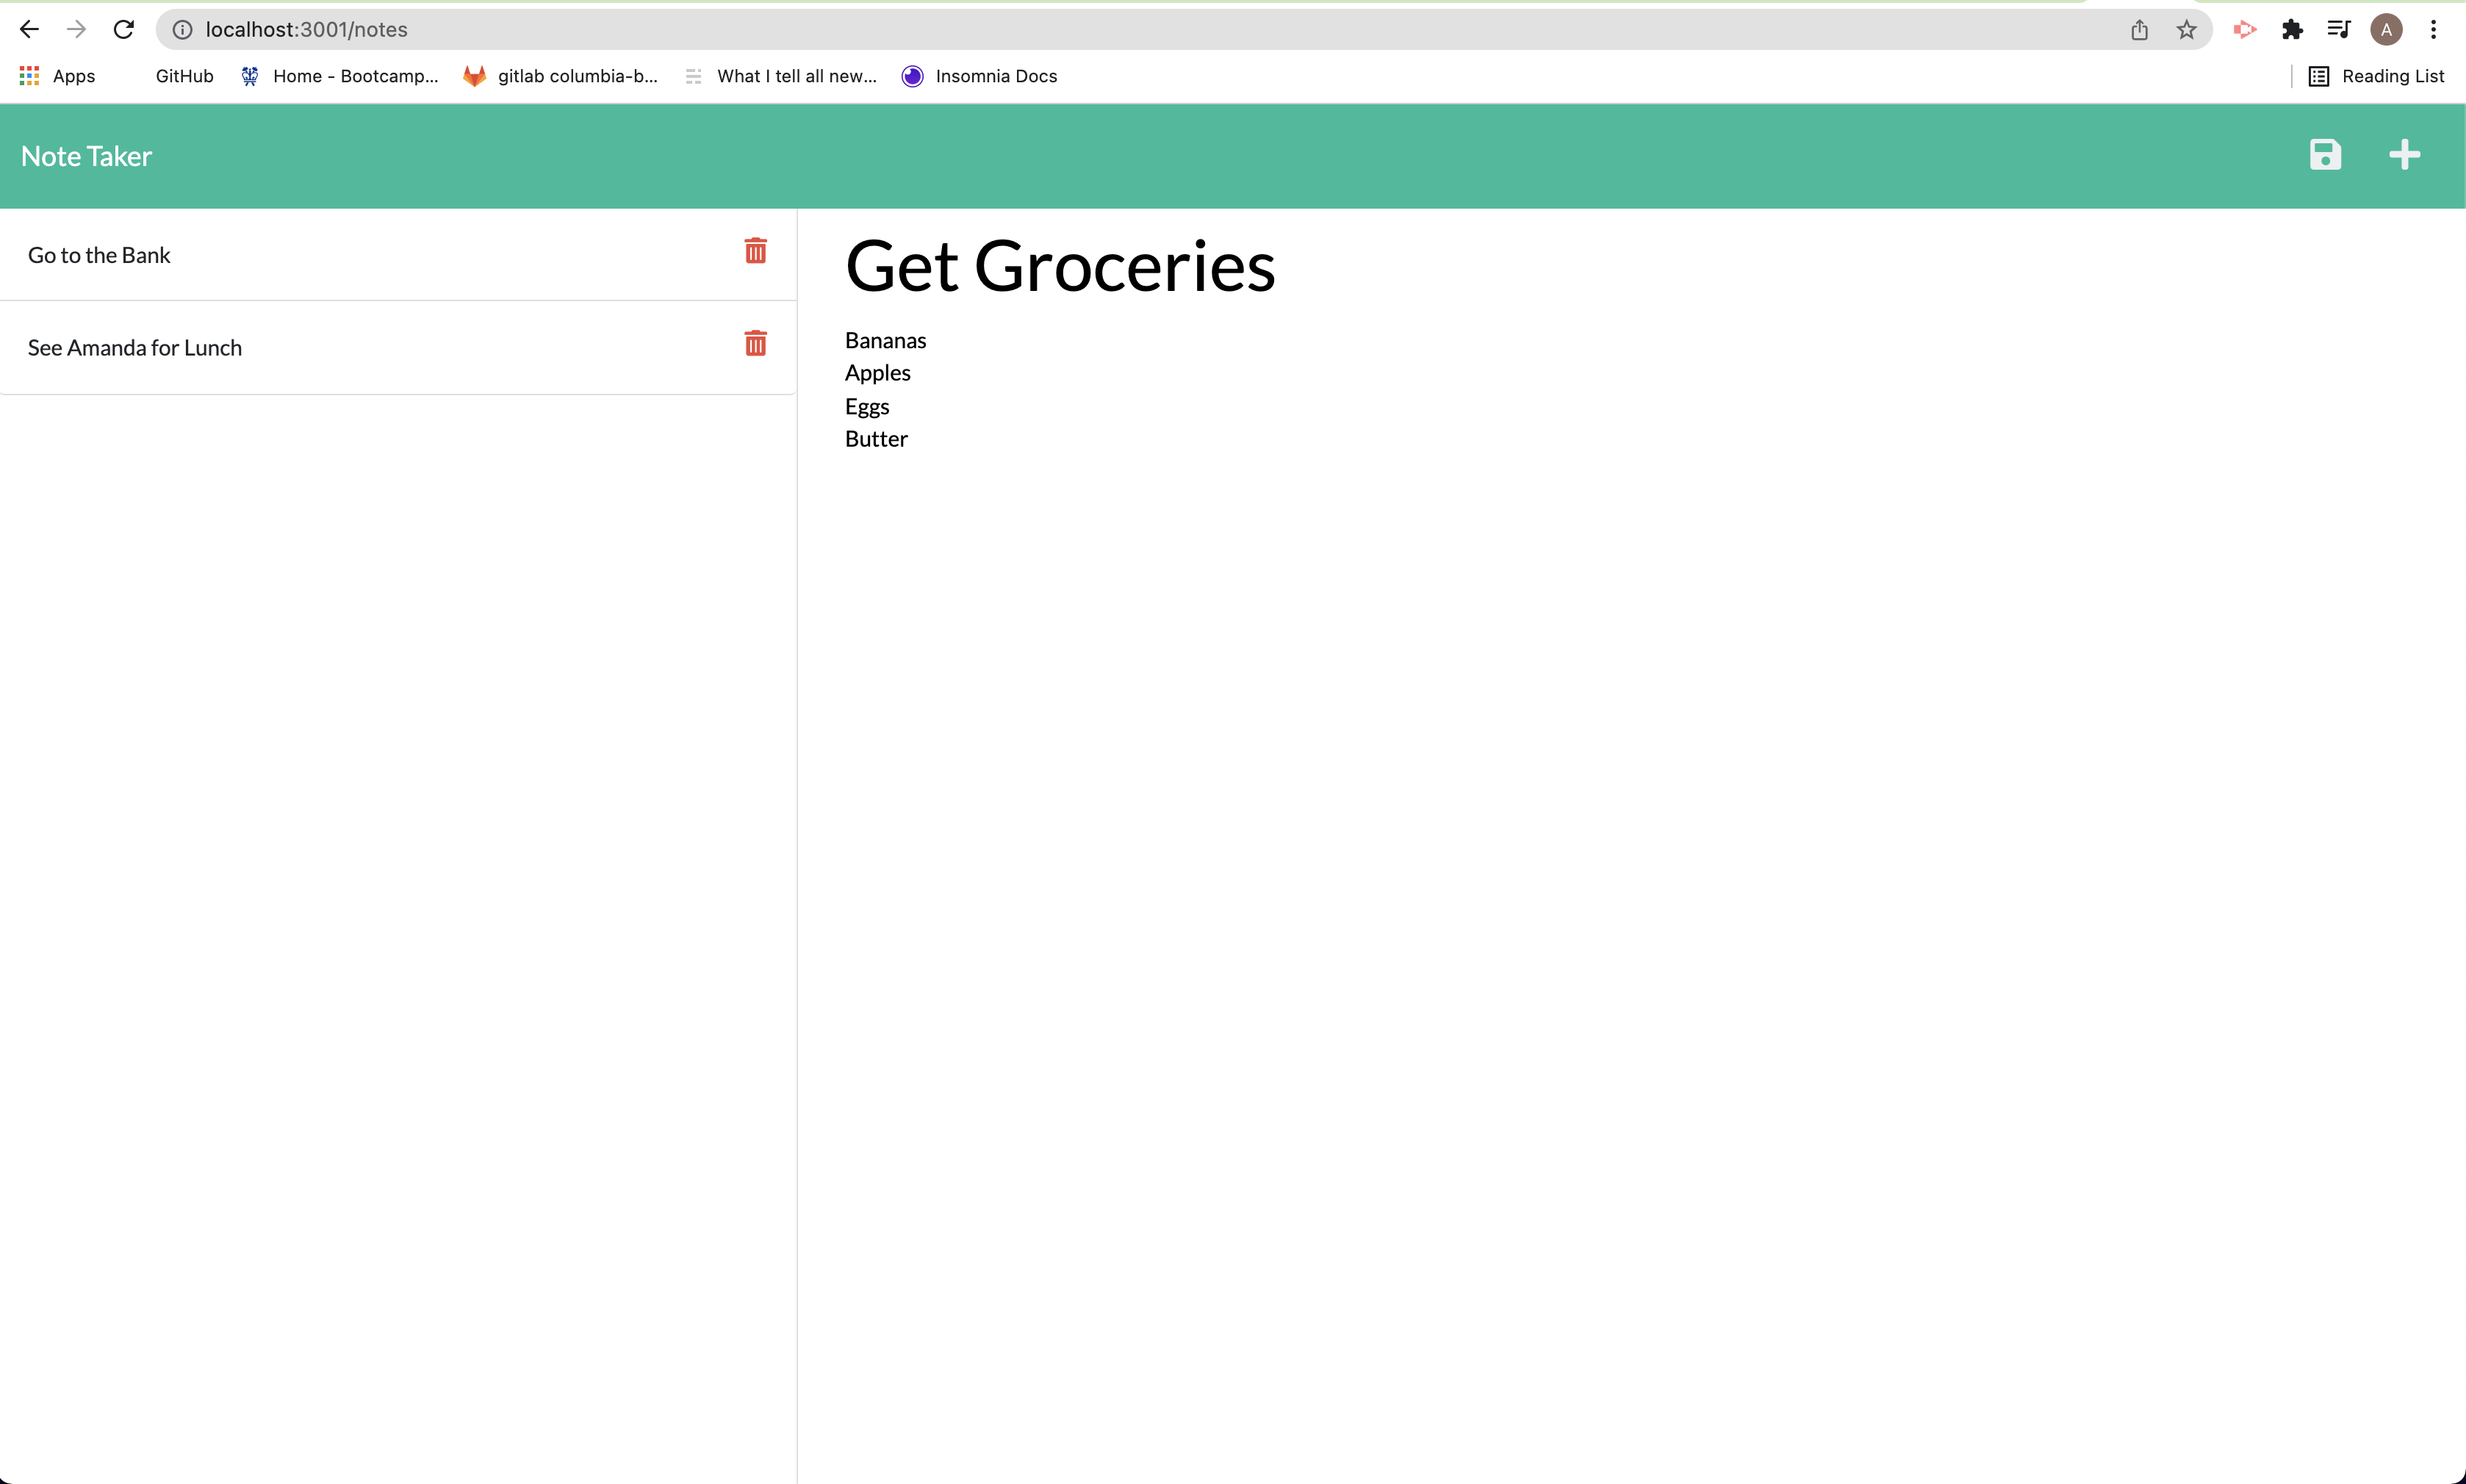 localhost:3001/notes
A
Apps GitHub Home - Bootcamp... gitlab columbia-b... What I tell all new... Insomnia Docs Reading List
Note Taker
Go to the Bank
See Amanda for Lunch
Get Groceries
Bananas
Apples
Eggs
Butter